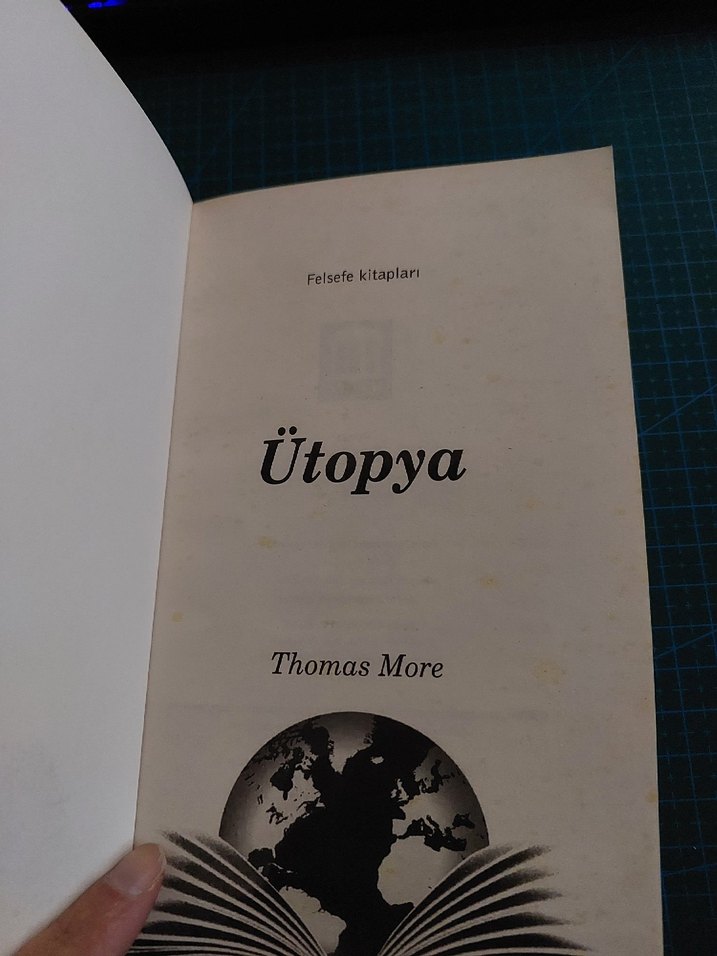 Felsefe kitapları
Ütopya
Thomas More